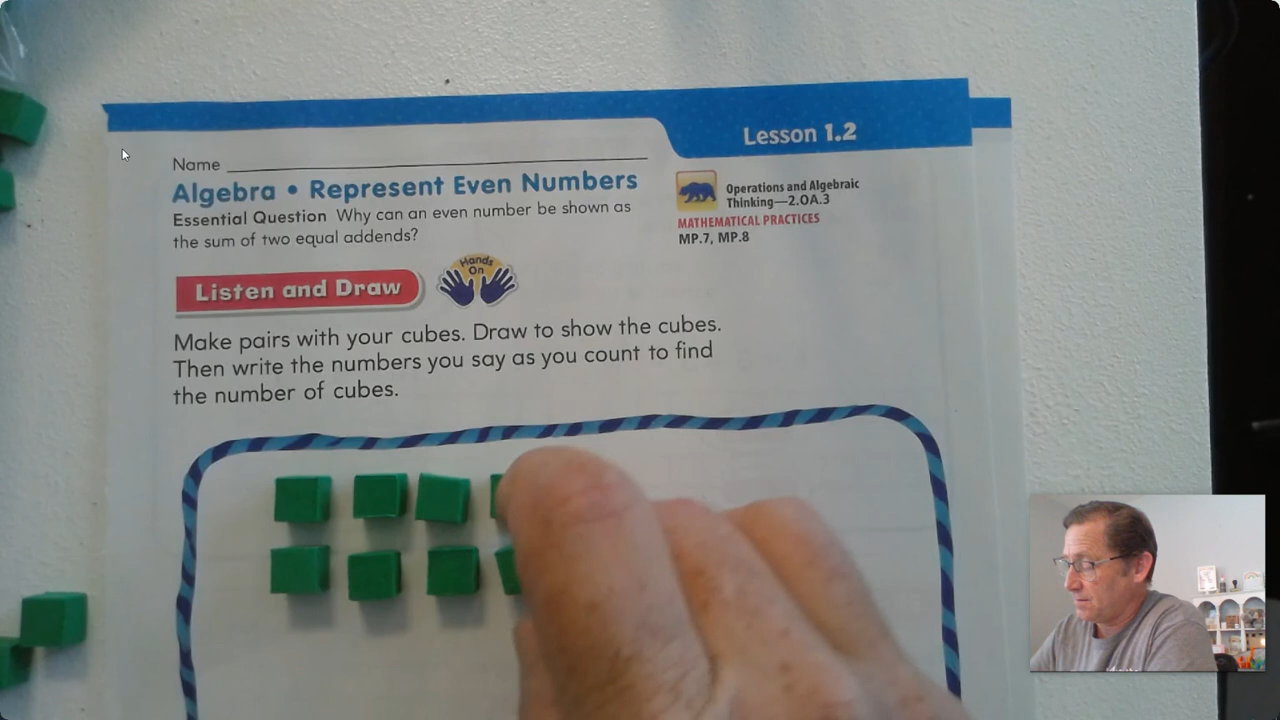 Lesson 1.2
Name
Algebra • Represent Even Numbers
Essential Question Why can an even number be shown as
the sum of two equal addends?
Operations and Algebraic
Thinking—2.OA.3
MATHEMATICAL PRACTICES
MP.7, MP.8
Hands
On
Listen and Draw
Make pairs with your cubes. Draw to show the cubes.
Then write the numbers you say as you count to find
the number of cubes.